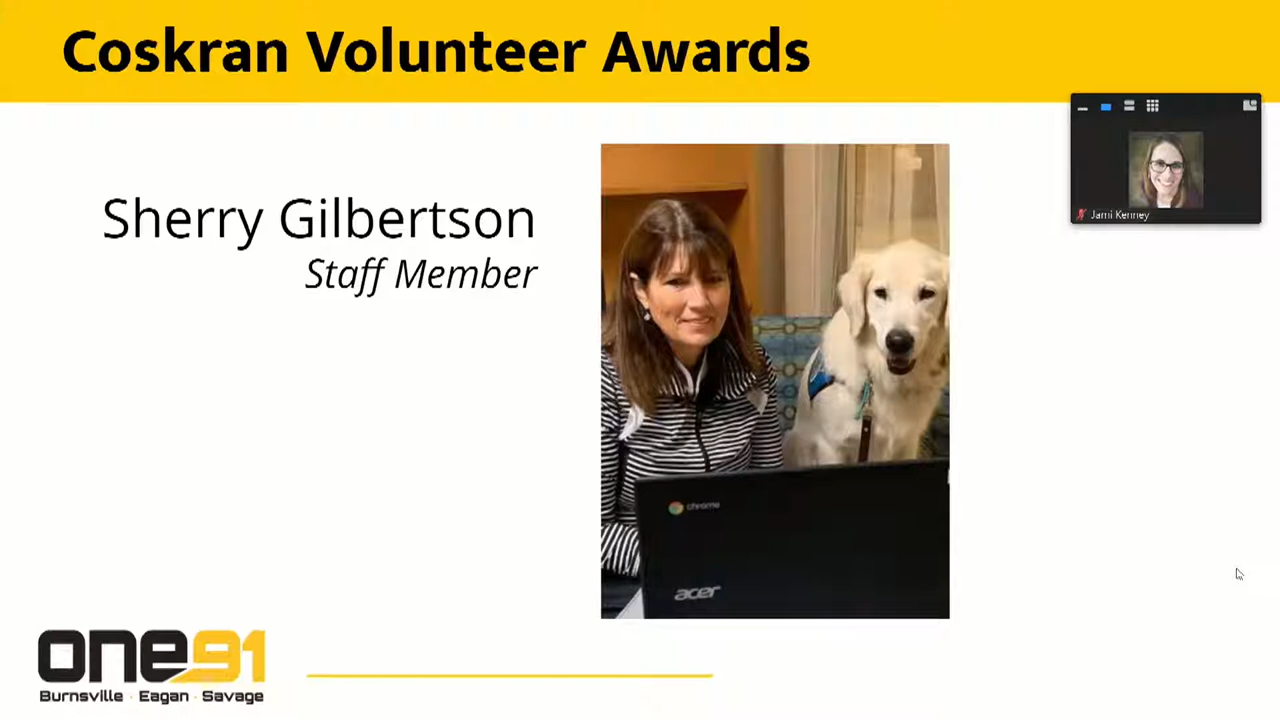 Coskran Volunteer Awards
Jami Kenney
Sherry Gilbertson
Staff Member
chrome
acer
one91
Burnsville · Eagan · Savage